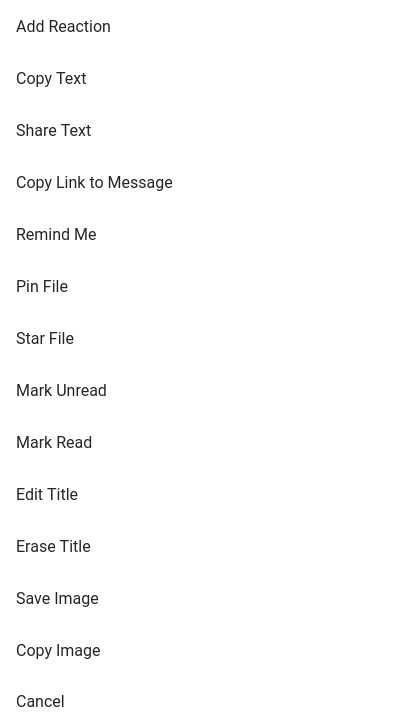 Add Reaction
Copy Text
Share Text
Copy Link to Message
Remind Me
Pin File
Star File
Mark Unread
Mark Read
Edit Title
Erase Title
Save Image
Copy Image
Cancel